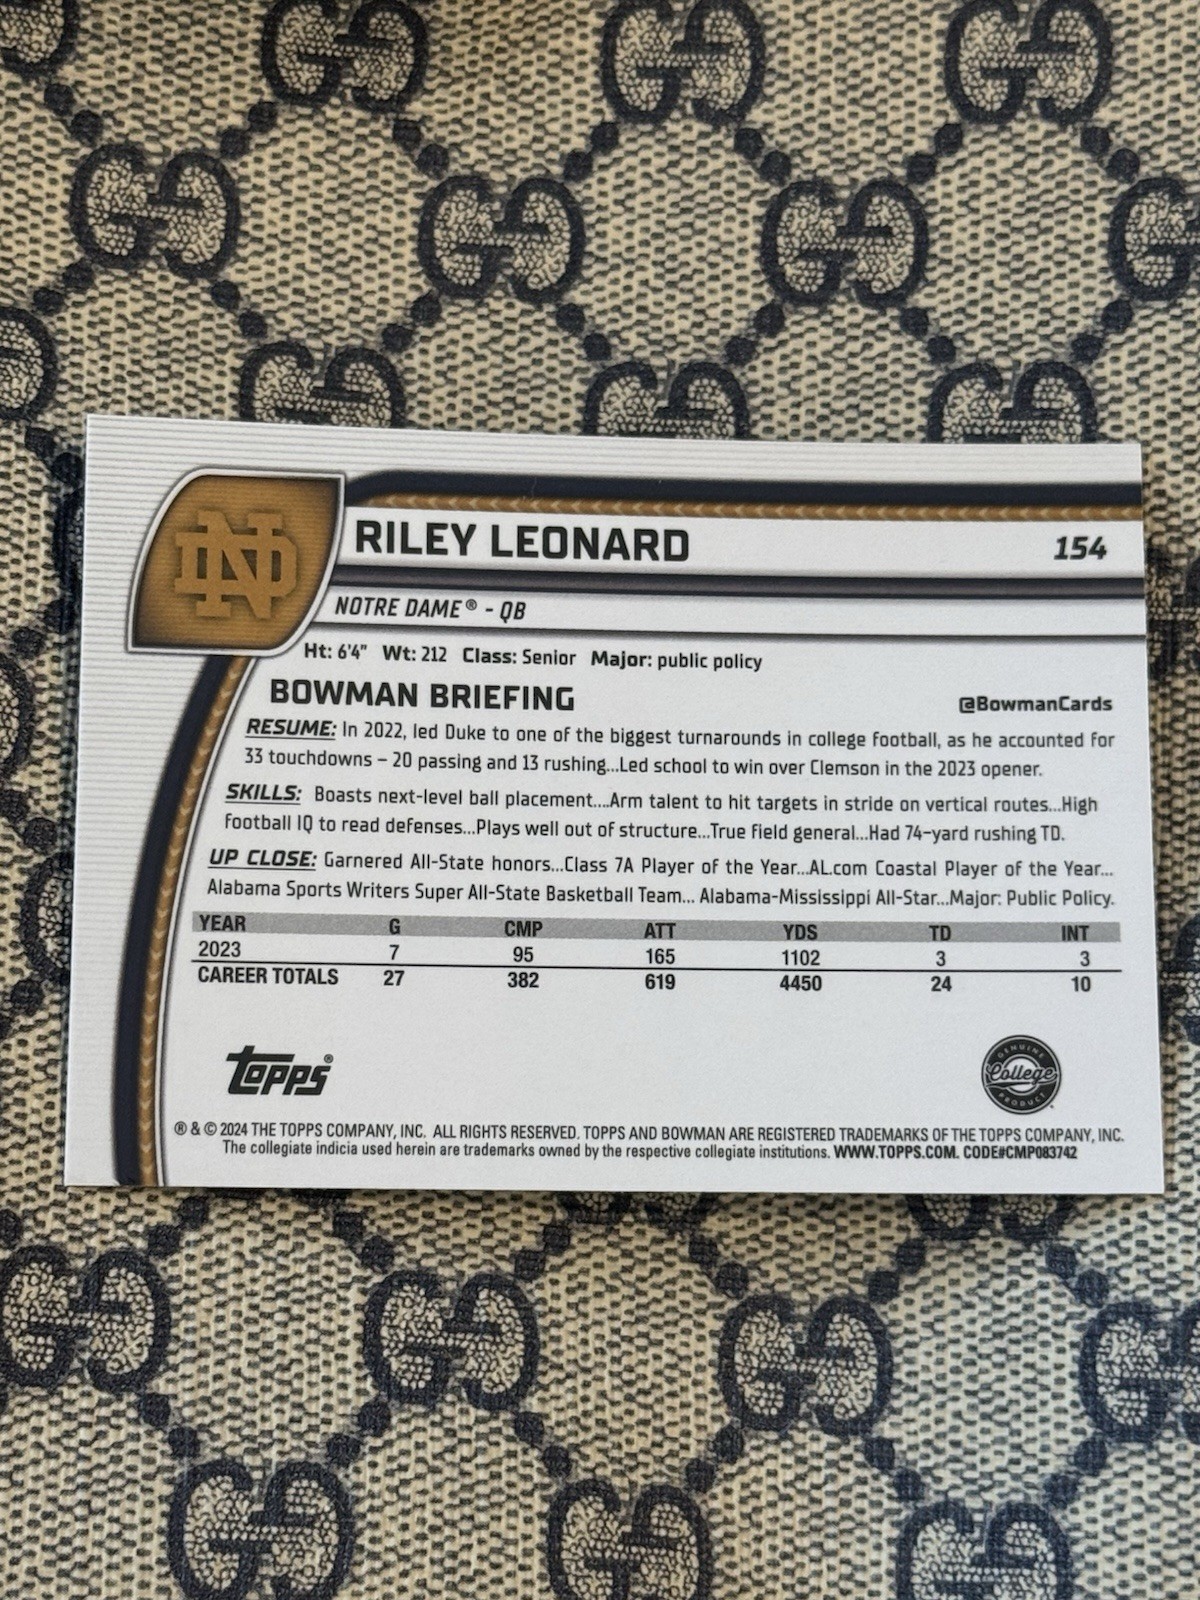 ND
RILEY LEONARD 154
NOTRE DAME® - QB
Ht: 6'4" Wt: 212 Class: Senior Major: public policy
BOWMAN BRIEFING @BowmanCards
RESUME: In 2022, led Duke to one of the biggest turnarounds in college football, as he accounted for
33 touchdowns – 20 passing and 13 rushing...Led school to win over Clemson in the 2023 opener.
SKILLS: Boasts next-level ball placement....Arm talent to hit targets in stride on vertical routes...High
football IQ to read defenses...Plays well out of structure...True field general...Had 74-yard rushing TD.
UP CLOSE: Garnered All-State honors...Class 7A Player of the Year...AL.com Coastal Player of the Year...
Alabama Sports Writers Super All-State Basketball Team... Alabama-Mississippi All-Star...Major: Public Policy.
YEAR G CMP ATT YDS TD INT
2023 7 95 165 1102 3 3
CAREER TOTALS 27 382 619 4450 24 10
Topps®
GENUINE
College
PRODUCT
® & © 2024 THE TOPPS COMPANY, INC. ALL RIGHTS RESERVED. TOPPS AND BOWMAN ARE REGISTERED TRADEMARKS OF THE TOPPS COMPANY, INC.
The collegiate indicia used herein are trademarks owned by the respective collegiate institutions. WWW.TOPPS.COM. CODE#CMP083742